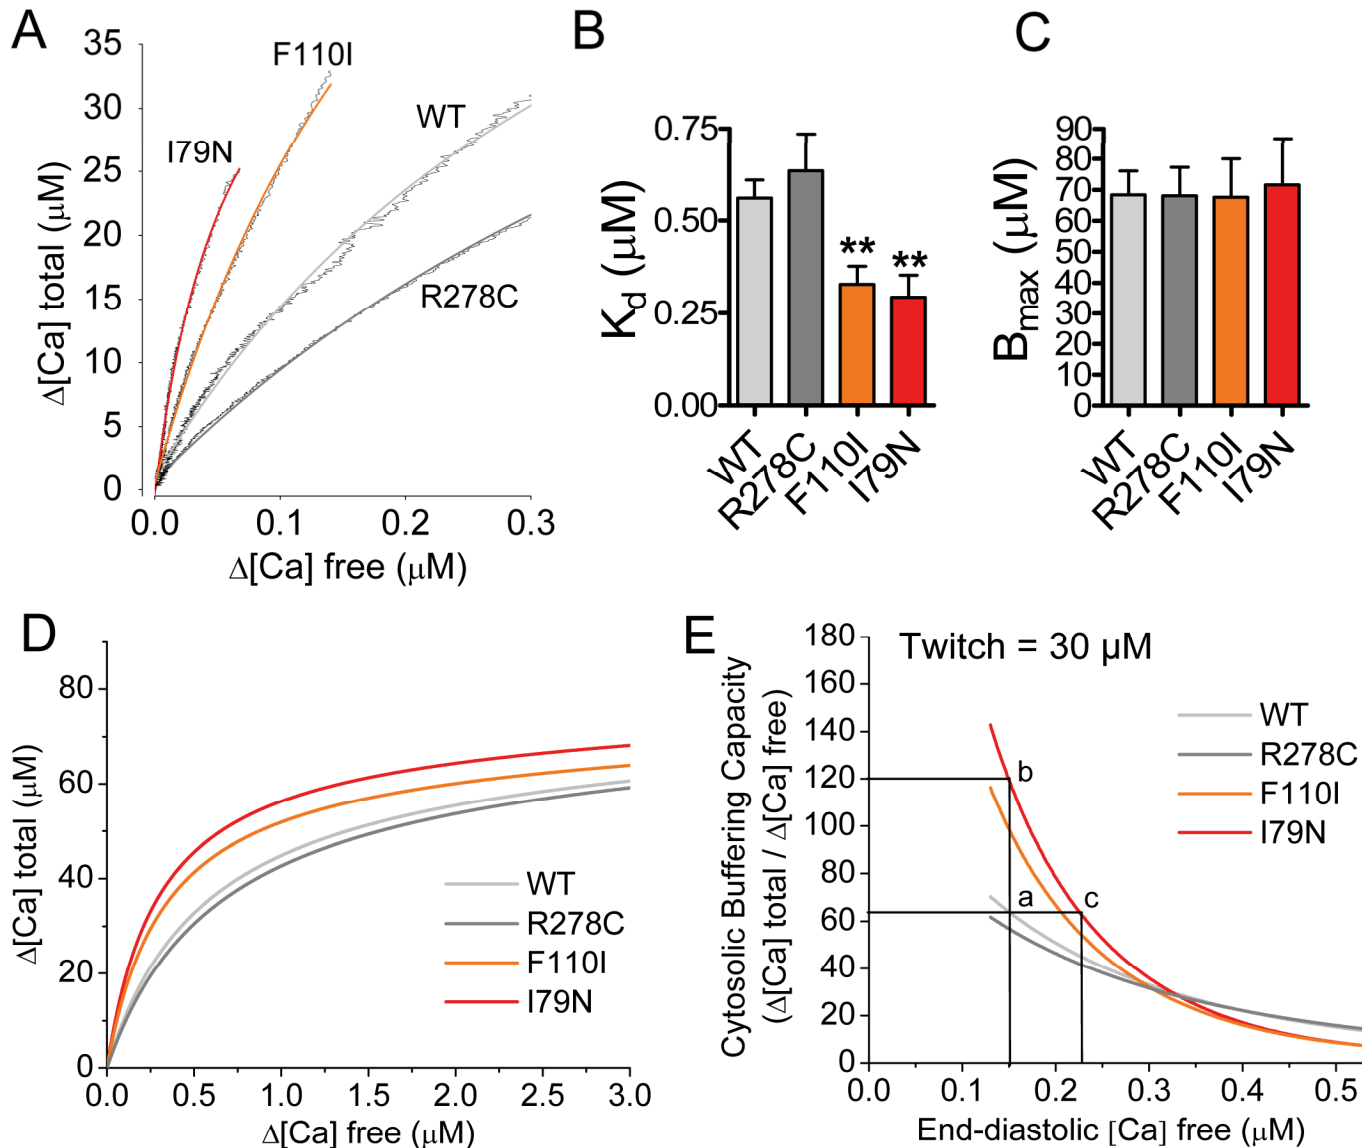 A
Δ[Ca] total (μM)
35
30
25
20
15
10
5
0
0.0
0.1
0.2
0.3
Δ[Ca] free (μM)
I79N
F110I
WT
R278C
B
Kd (μM)
0.75
0.50
0.25
0.00
**
**
WT
R278C
F110I
I79N
C
Bmax (μM)
90
80
70
60
50
40
30
20
10
0
WT
R278C
F110I
I79N
D
Δ[Ca] total (μM)
80
60
40
20
0
0.0
0.5
1.0
1.5
2.0
2.5
3.0
Δ[Ca] free (μM)
WT
R278C
F110I
I79N
E
Twitch = 30 μM
Cytosolic Buffering Capacity
(Δ[Ca] total / Δ[Ca] free)
180
160
140
120
100
80
60
40
20
0
0.1
0.2
0.3
0.4
0.5
End-diastolic [Ca] free (μM)
WT
R278C
F110I
I79N
b
a
c